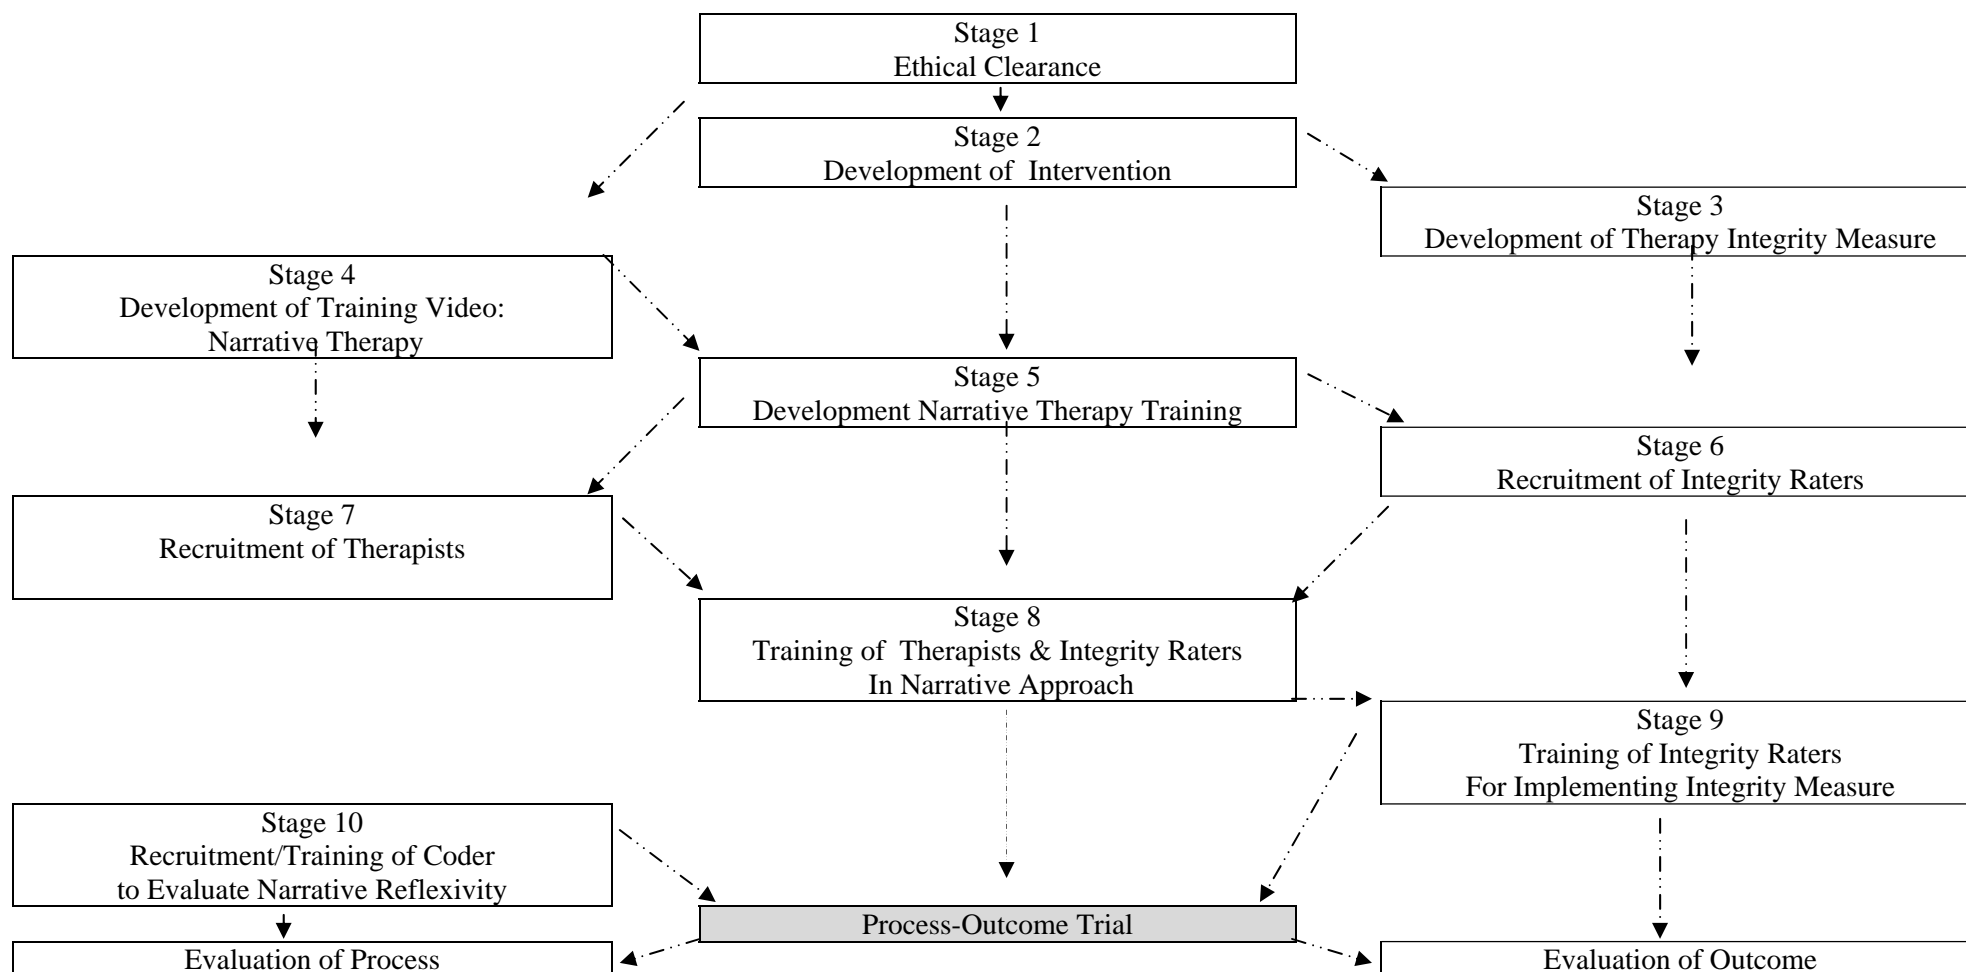 Stage 1
Ethical Clearance
Stage 2
Development of  Intervention
Stage 3
Development of Therapy Integrity Measure
Stage 4
Development of Training Video:
Narrative Therapy
Stage 5
Development Narrative Therapy Training
Stage 6
Recruitment of Integrity Raters
Stage 7
Recruitment of Therapists
Stage 8
Training of  Therapists & Integrity Raters
In Narrative Approach
Stage 9
Training of Integrity Raters
For Implementing Integrity Measure
Stage 10
Recruitment/Training of Coder
to Evaluate Narrative Reflexivity
Process-Outcome Trial
Evaluation of Process
Evaluation of Outcome